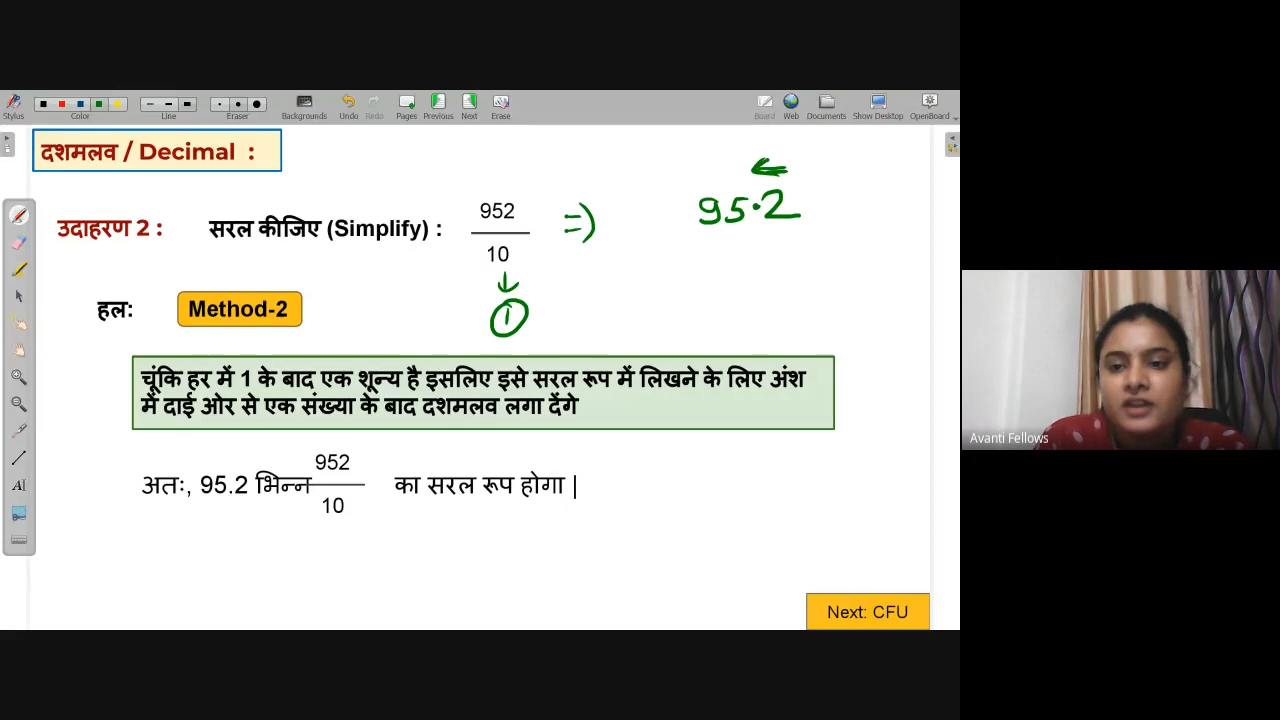 Stylus
Color
Line
Eraser
Backgrounds
Undo
Redo
Pages
Previous
Next
Erase
Board
Web
Documents
Show Desktop
OpenBoard
दशमलव / Decimal :
95.2
उदाहरण 2 : सरल कीजिए (Simplify) : 952
10
=)
1
हल: Method-2
चूंकि हर में 1 के बाद एक शून्य है इसलिए इसे सरल रूप में लिखने के लिए अंश
में दाई ओर से एक संख्या के बाद दशमलव लगा देंगे
अतः, 95.2 भिन्न 952
10
का सरल रूप होगा |
Next: CFU
Avanti Fellows